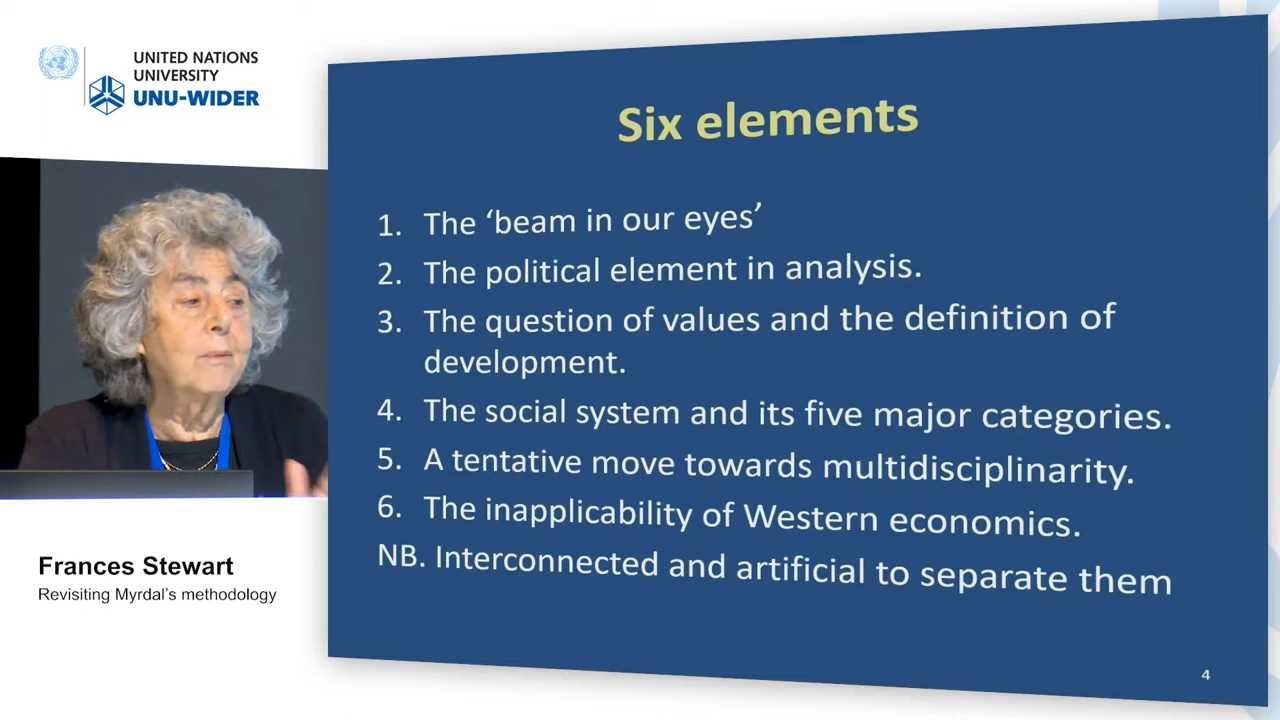 UNITED NATIONS
UNIVERSITY
UNU-WIDER
Six elements
1. The ‘beam in our eyes’
2. The political element in analysis.
3. The question of values and the definition of
development.
4. The social system and its five major categories.
5. A tentative move towards multidisciplinarity.
6. The inapplicability of Western economics.
NB. Interconnected and artificial to separate them
Frances Stewart
Revisiting Myrdal’s methodology
4